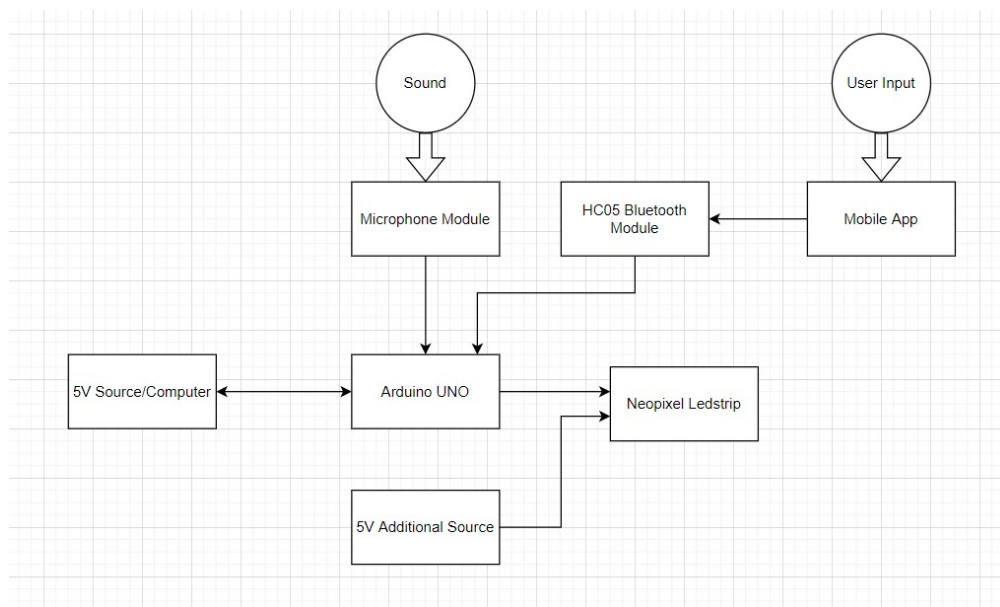 Sound
User Input
Microphone Module
HC05 Bluetooth
Module
Mobile App
5V Source/Computer
Arduino UNO
Neopixel Ledstrip
5V Additional Source